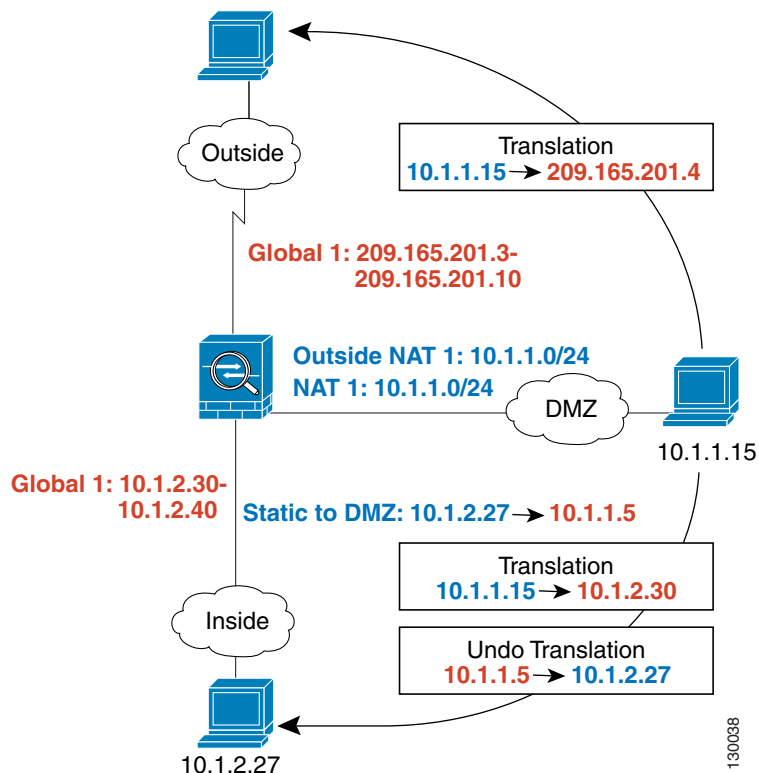 Outside
Translation
10.1.1.15 → 209.165.201.4
Global 1: 209.165.201.3-
209.165.201.10
Outside NAT 1: 10.1.1.0/24
NAT 1: 10.1.1.0/24
DMZ
10.1.1.15
Global 1: 10.1.2.30-
10.1.2.40
Static to DMZ: 10.1.2.27 → 10.1.1.5
Translation
10.1.1.15 → 10.1.2.30
Inside
Undo Translation
10.1.1.5 → 10.1.2.27
10.1.2.27
130038